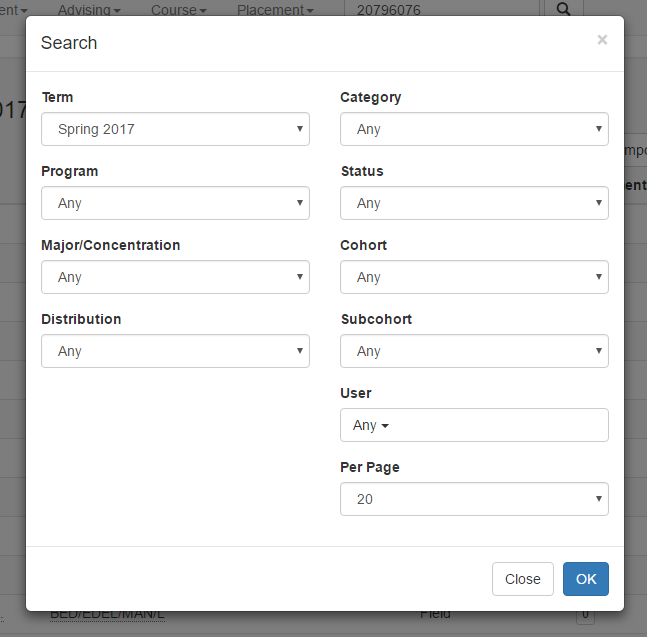 ent Advising Course Placement 20796076
Search ×
017
Term
Spring 2017
Category
Any
Program
Any
Status
Any
Major/Concentration
Any
Cohort
Any
Distribution
Any
Subcohort
Any
User
Any
Per Page
20
mpo
ent
Close OK
BED/EDEL/MAN/L Field 0